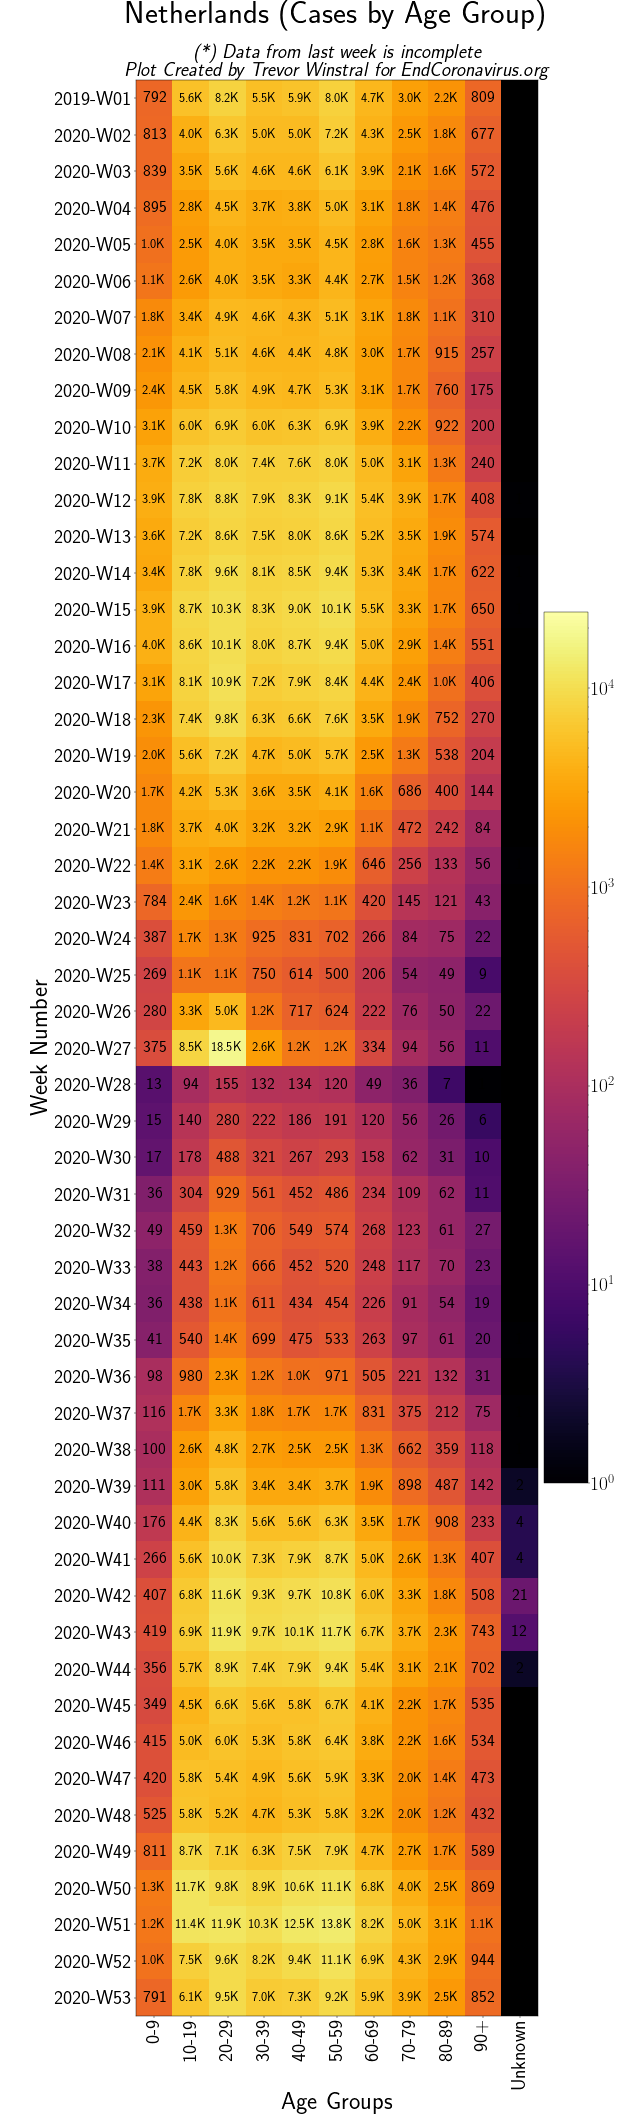 Netherlands (Cases by Age Group)
(*) Data from last week is incomplete
Plot Created by Trevor Winstral for EndCoronavirus.org
2019-W01 792 5.6K 8.2K 5.5K 5.9K 8.0K 4.7K 3.0K 2.2K 809
2020-W02 813 4.0K 6.3K 5.0K 5.0K 7.2K 4.3K 2.5K 1.8K 677
2020-W03 839 3.5K 5.6K 4.6K 4.6K 6.1K 3.9K 2.1K 1.6K 572
2020-W04 895 2.8K 4.5K 3.7K 3.8K 5.0K 3.1K 1.8K 1.4K 476
2020-W05 1.0K 2.5K 4.0K 3.5K 3.5K 4.5K 2.8K 1.6K 1.3K 455
2020-W06 1.1K 2.6K 4.0K 3.5K 3.3K 4.4K 2.7K 1.5K 1.2K 368
2020-W07 1.8K 3.4K 4.9K 4.6K 4.3K 5.1K 3.1K 1.8K 1.1K 310
2020-W08 2.1K 4.1K 5.1K 4.6K 4.4K 4.8K 3.0K 1.7K 915 257
2020-W09 2.4K 4.5K 5.8K 4.9K 4.7K 5.3K 3.1K 1.7K 760 175
2020-W10 3.1K 6.0K 6.9K 6.0K 6.3K 6.9K 3.9K 2.2K 922 200
2020-W11 3.7K 7.2K 8.0K 7.4K 7.6K 8.0K 5.0K 3.1K 1.3K 240
2020-W12 3.9K 7.8K 8.8K 7.9K 8.3K 9.1K 5.4K 3.9K 1.7K 408
2020-W13 3.6K 7.2K 8.6K 7.5K 8.0K 8.6K 5.2K 3.5K 1.9K 574
2020-W14 3.4K 7.8K 9.6K 8.1K 8.5K 9.4K 5.3K 3.4K 1.7K 622
2020-W15 3.9K 8.7K 10.3K 8.3K 9.0K 10.1K 5.5K 3.3K 1.7K 650
2020-W16 4.0K 8.6K 10.1K 8.0K 8.7K 9.4K 5.0K 2.9K 1.4K 551
2020-W17 3.1K 8.1K 10.9K 7.2K 7.9K 8.4K 4.4K 2.4K 1.0K 406
2020-W18 2.3K 7.4K 9.8K 6.3K 6.6K 7.6K 3.5K 1.9K 752 270
2020-W19 2.0K 5.6K 7.2K 4.7K 5.0K 5.7K 2.5K 1.3K 538 204
2020-W20 1.7K 4.2K 5.3K 3.6K 3.5K 4.1K 1.6K 686 400 144
2020-W21 1.8K 3.7K 4.0K 3.2K 3.2K 2.9K 1.1K 472 242 84
2020-W22 1.4K 3.1K 2.6K 2.2K 2.2K 1.9K 646 256 133 56
2020-W23 784 2.4K 1.6K 1.4K 1.2K 1.1K 420 145 121 43
2020-W24 387 1.7K 1.3K 925 831 702 266 84 75 22
2020-W25 269 1.1K 1.1K 750 614 500 206 54 49 9
2020-W26 280 3.3K 5.0K 1.2K 717 624 222 76 50 22
2020-W27 375 8.5K 18.5K 2.6K 1.2K 1.2K 334 94 56 11
2020-W28 13 94 155 132 134 120 49 36 7
2020-W29 15 140 280 222 186 191 120 56 26 6
2020-W30 17 178 488 321 267 293 158 62 31 10
2020-W31 36 304 929 561 452 486 234 109 62 11
2020-W32 49 459 1.3K 706 549 574 268 123 61 27
2020-W33 38 443 1.2K 666 452 520 248 117 70 23
2020-W34 36 438 1.1K 611 434 454 226 91 54 19
2020-W35 41 540 1.4K 699 475 533 263 97 61 20
2020-W36 98 980 2.3K 1.2K 1.0K 971 505 221 132 31
2020-W37 116 1.7K 3.3K 1.8K 1.7K 1.7K 831 375 212 75
2020-W38 100 2.6K 4.8K 2.7K 2.5K 2.5K 1.3K 662 359 118
2020-W39 111 3.0K 5.8K 3.4K 3.4K 3.7K 1.9K 898 487 142 2
2020-W40 176 4.4K 8.3K 5.6K 5.6K 6.3K 3.5K 1.7K 908 233 4
2020-W41 266 5.6K 10.0K 7.3K 7.9K 8.7K 5.0K 2.6K 1.3K 407 4
2020-W42 407 6.8K 11.6K 9.3K 9.7K 10.8K 6.0K 3.3K 1.8K 508 21
2020-W43 419 6.9K 11.9K 9.7K 10.1K 11.7K 6.7K 3.7K 2.3K 743 12
2020-W44 356 5.7K 8.9K 7.4K 7.9K 9.4K 5.4K 3.1K 2.1K 702 2
2020-W45 349 4.5K 6.6K 5.6K 5.8K 6.7K 4.1K 2.2K 1.7K 535
2020-W46 415 5.0K 6.0K 5.3K 5.8K 6.4K 3.8K 2.2K 1.6K 534
2020-W47 420 5.8K 5.4K 4.9K 5.6K 5.9K 3.3K 2.0K 1.4K 473
2020-W48 525 5.8K 5.2K 4.7K 5.3K 5.8K 3.2K 2.0K 1.2K 432
2020-W49 811 8.7K 7.1K 6.3K 7.5K 7.9K 4.7K 2.7K 1.7K 589
2020-W50 1.3K 11.7K 9.8K 8.9K 10.6K 11.1K 6.8K 4.0K 2.5K 869
2020-W51 1.2K 11.4K 11.9K 10.3K 12.5K 13.8K 8.2K 5.0K 3.1K 1.1K
2020-W52 1.0K 7.5K 9.6K 8.2K 9.4K 11.1K 6.9K 4.3K 2.9K 944
2020-W53 791 6.1K 9.5K 7.0K 7.3K 9.2K 5.9K 3.9K 2.5K 852
0-9 10-19 20-29 30-39 40-49 50-59 60-69 70-79 80-89 90+ Unknown
Age Groups
Week Number
10⁴
10³
10²
10¹
10⁰